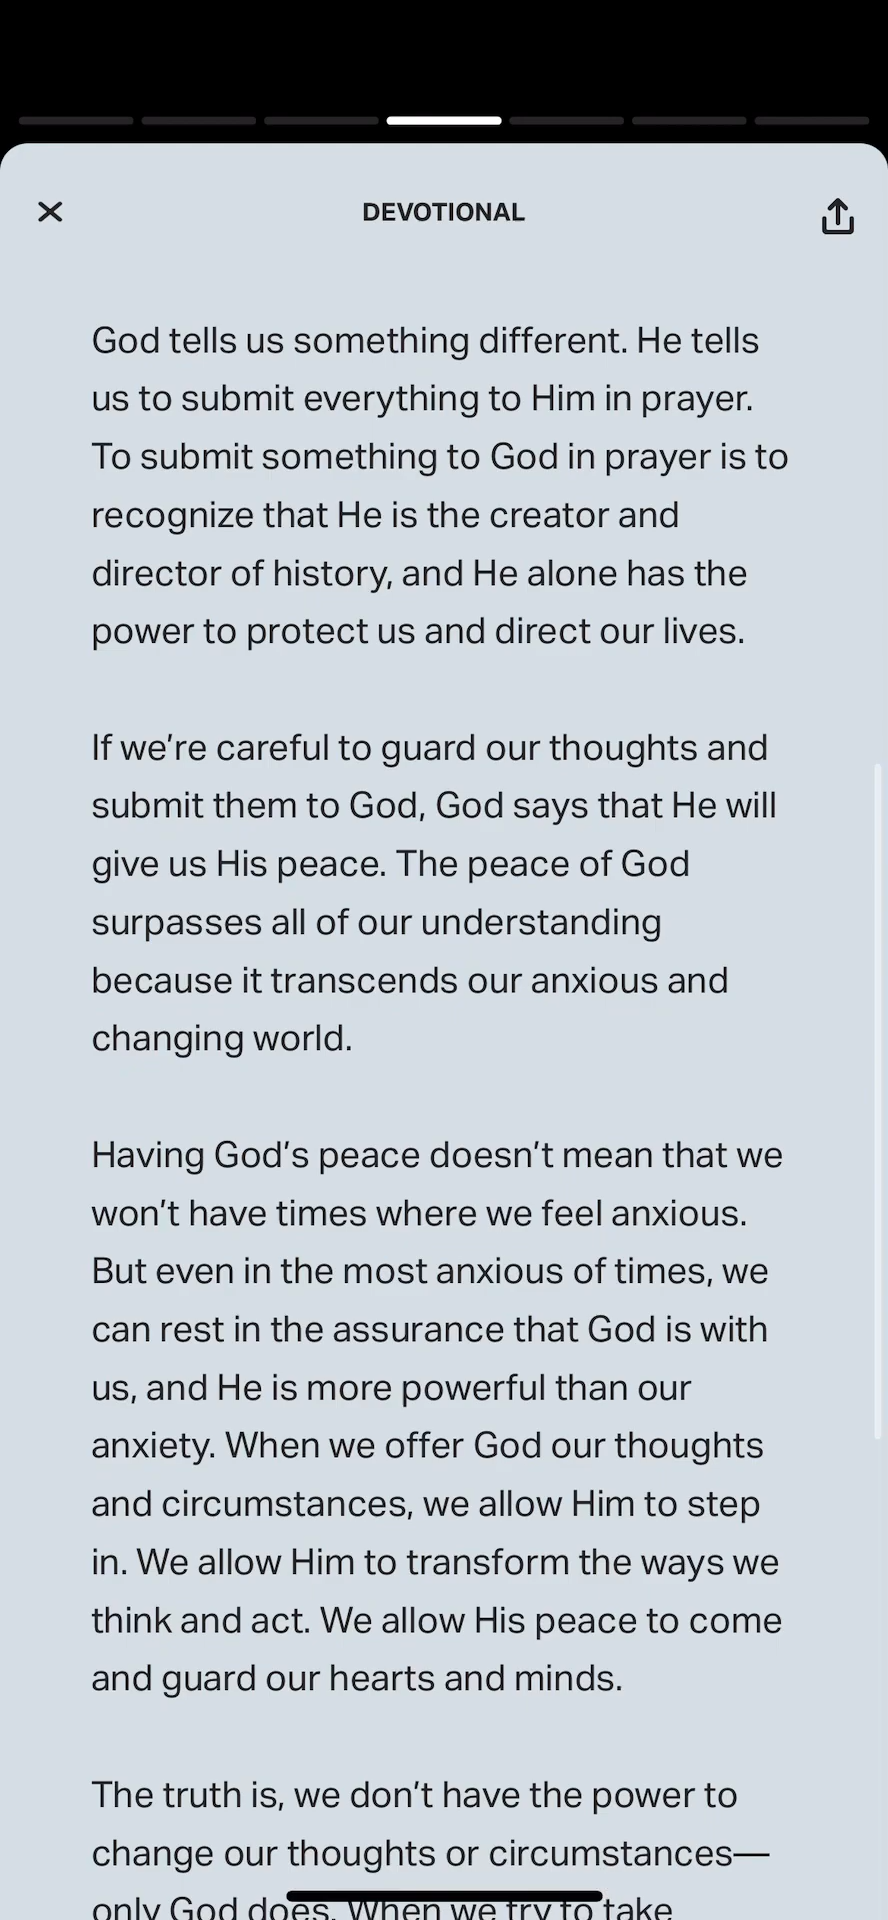 DEVOTIONAL
God tells us something different. He tells
us to submit everything to Him in prayer.
To submit something to God in prayer is to
recognize that He is the creator and
director of history, and He alone has the
power to protect us and direct our lives.
If we’re careful to guard our thoughts and
submit them to God, God says that He will
give us His peace. The peace of God
surpasses all of our understanding
because it transcends our anxious and
changing world.
Having God’s peace doesn’t mean that we
won’t have times where we feel anxious.
But even in the most anxious of times, we
can rest in the assurance that God is with
us, and He is more powerful than our
anxiety. When we offer God our thoughts
and circumstances, we allow Him to step
in. We allow Him to transform the ways we
think and act. We allow His peace to come
and guard our hearts and minds.
The truth is, we don’t have the power to
change our thoughts or circumstances—
only God does. When we try to take